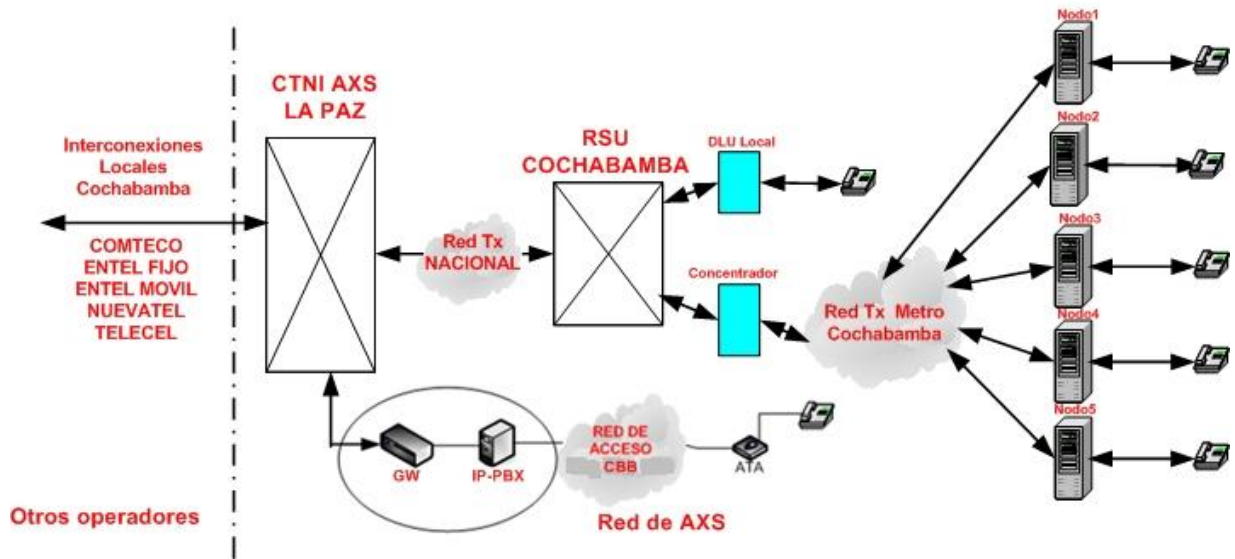 Nodo1
CTNI AXS
LA PAZ
Interconexiones
Locales
Cochabamba
RSU
COCHABAMBA
DLU Local
Nodo2
COMTECO
ENTEL FIJO
ENTEL MOVIL
NUEVATEL
TELECEL
Red Tx
NACIONAL
Concentrador
Nodo3
Red Tx Metro
Cochabamba
Nodo4
Nodo5
GW
IP-PBX
RED DE
ACCESO
CBB
ATA
Otros operadores
Red de AXS